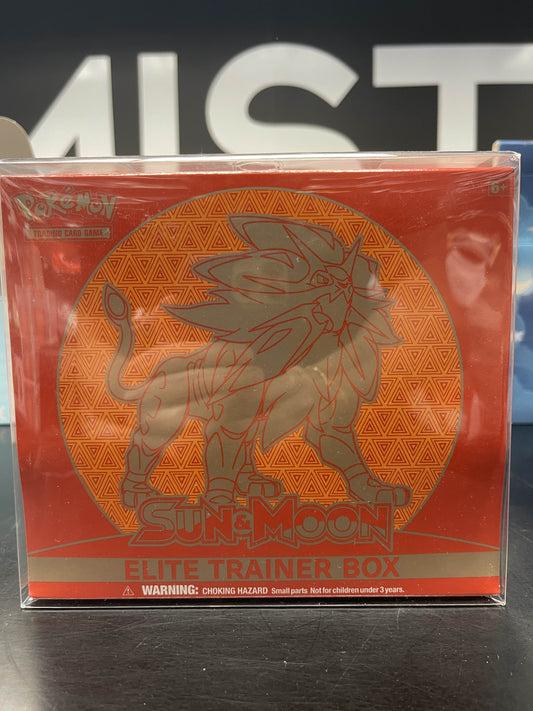 MIST
Pokémon
TRADING CARD GAME
6+
SUN & MOON
ELITE TRAINER BOX
WARNING: CHOKING HAZARD Small parts Not for children under 3 years.